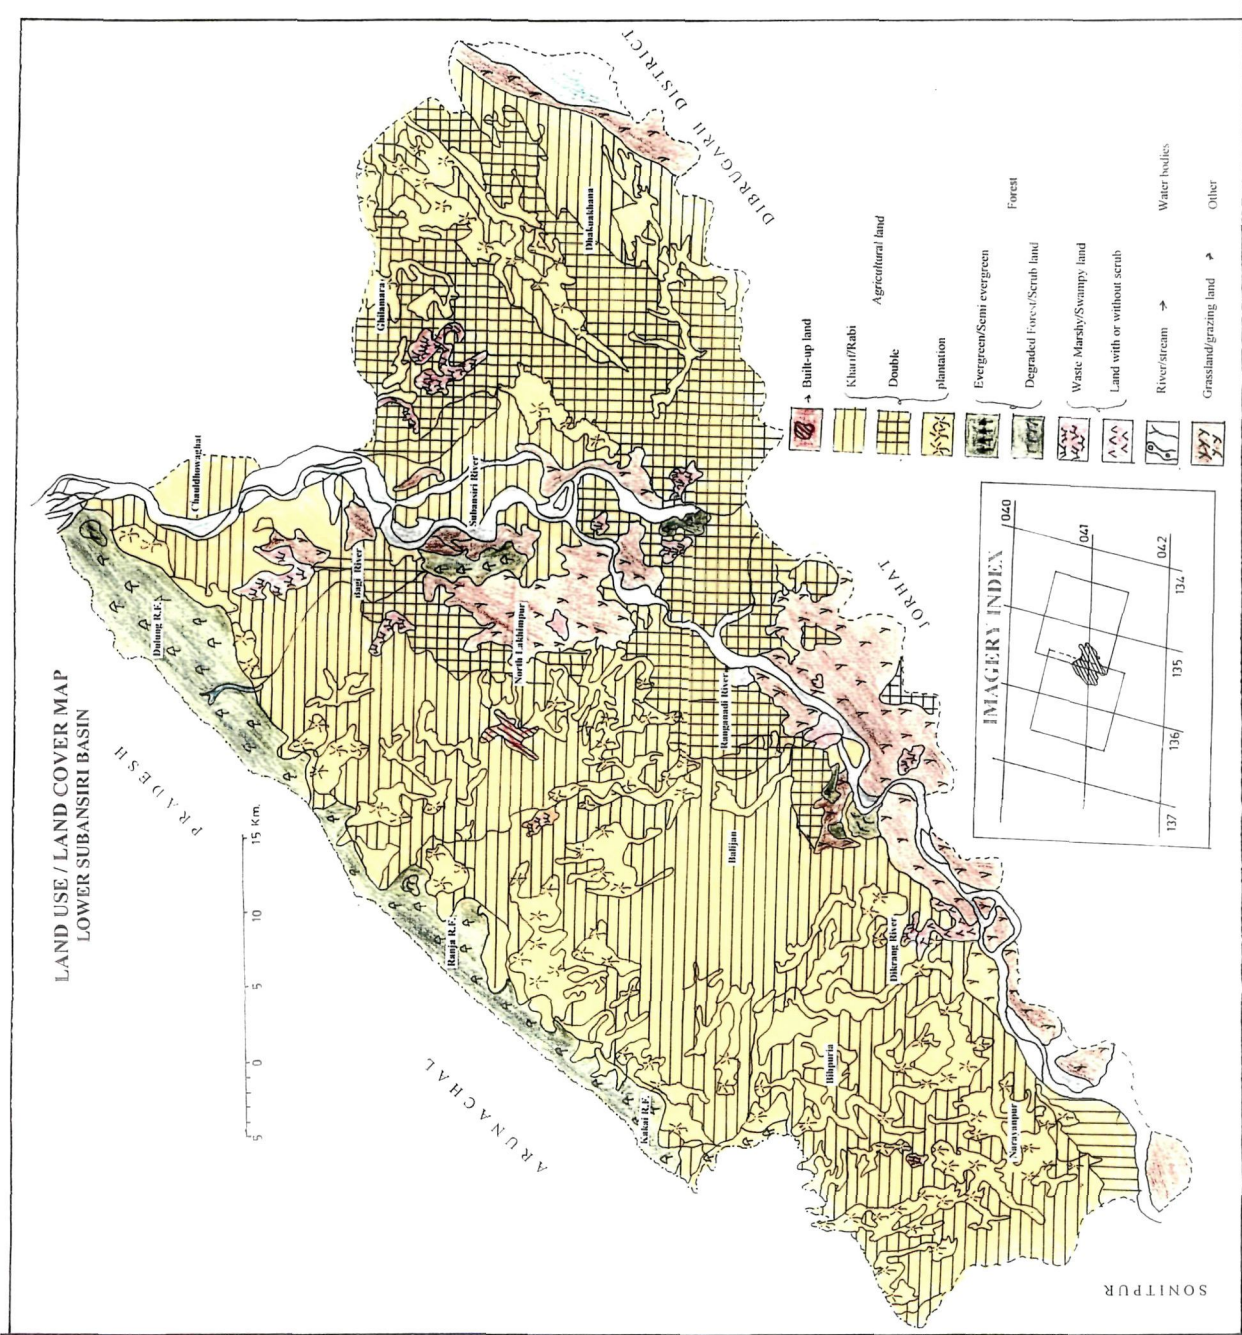 LAND USE / LAND COVER MAP
LOWER SUBANSIRI BASIN
5 0 5 10 15 Km.
ARUNACHAL
PRADESH
Dulung R.F.
Ranja R.F.
Kakai R.F.
Chauldhowaghat
Subansiri River
North Lakhimpur
Ghilamara
Dhakuakhana
Ranganadi River
Balijan
Dikrang River
Bihpuria
Narayanpur
DIBRUGARH DISTRICT
JORHAT
SONITPUR
Built-up land
Kharif/Rabi
Double
plantation
Agricultural land
Evergreen/Semi evergreen
Degraded Forest/Scrub land
Forest
Waste Marshy/Swampy land
Land with or without scrub
River/stream → Water bodies
Grassland/grazing land → Other
IMAGERY INDEX
040
041
042
137 136 135 134